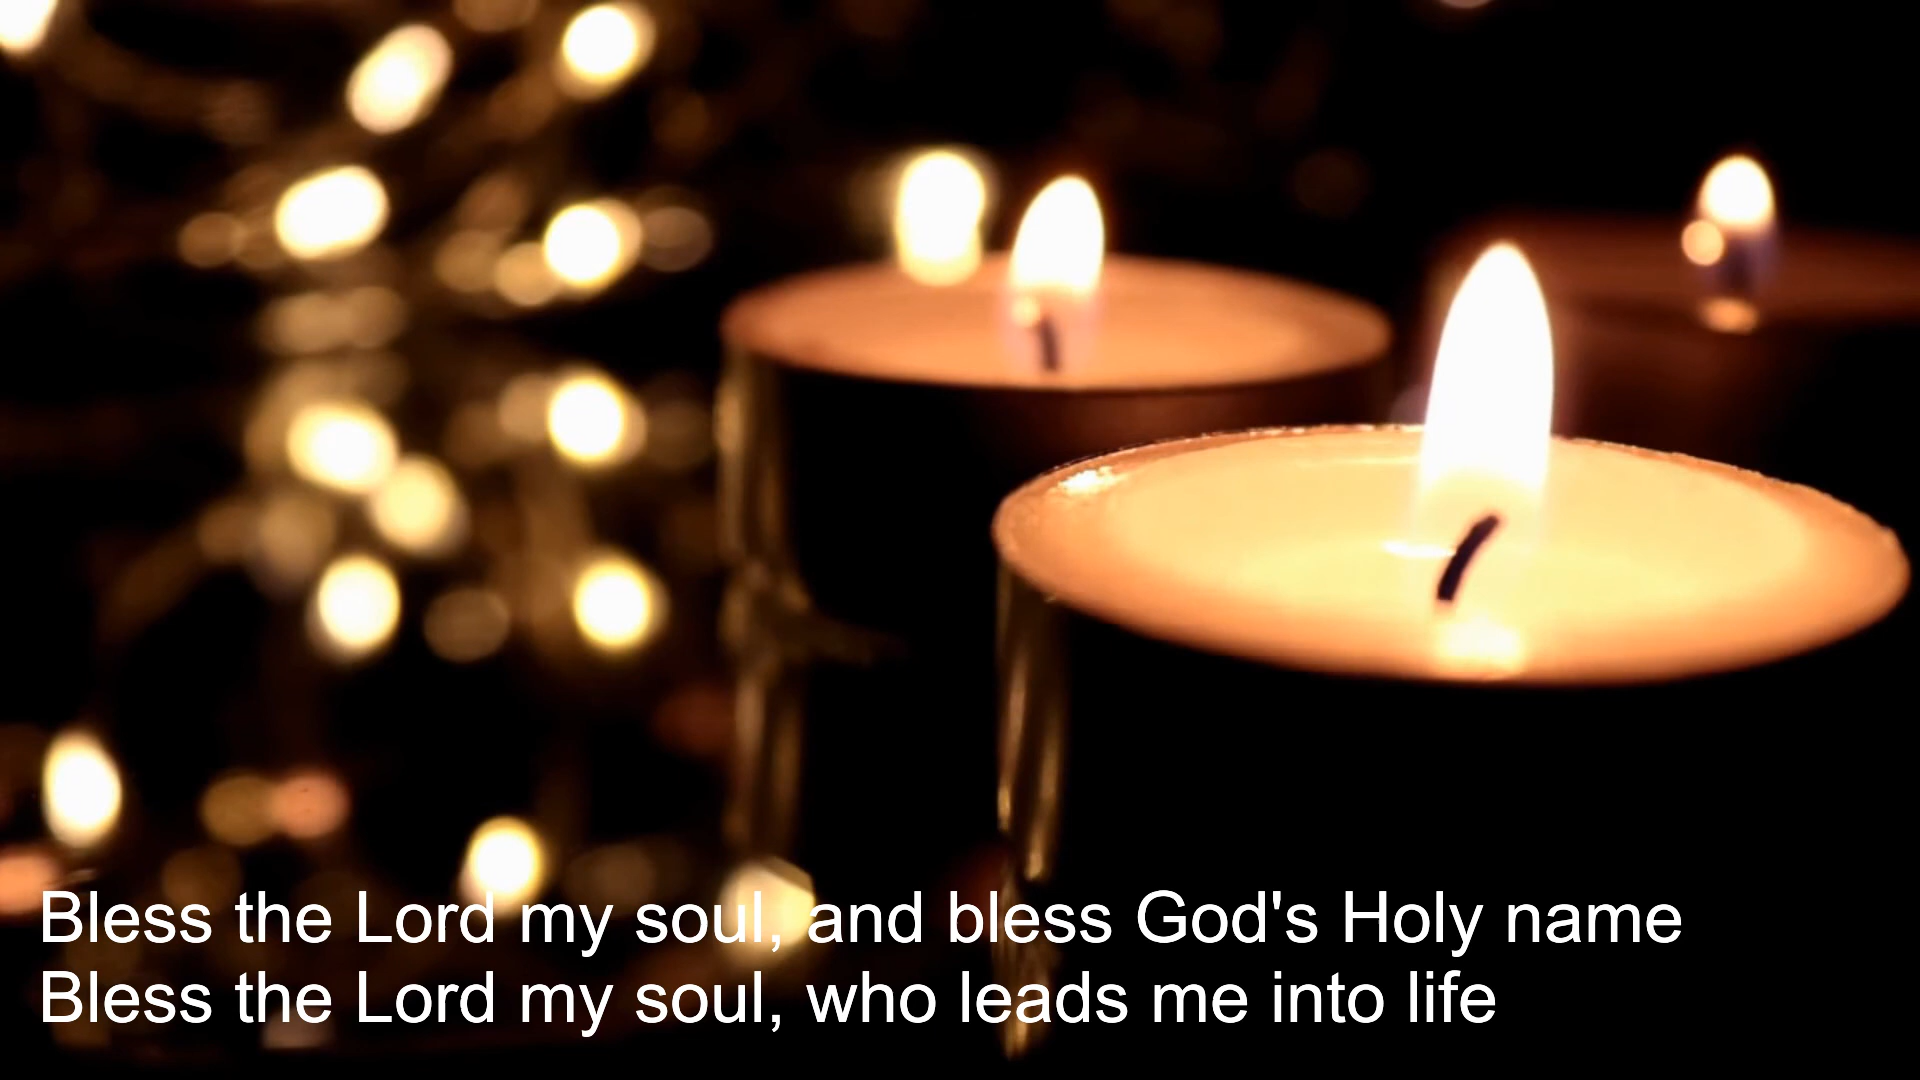 Bless the Lord my soul, and bless God's Holy name
Bless the Lord my soul, who leads me into life